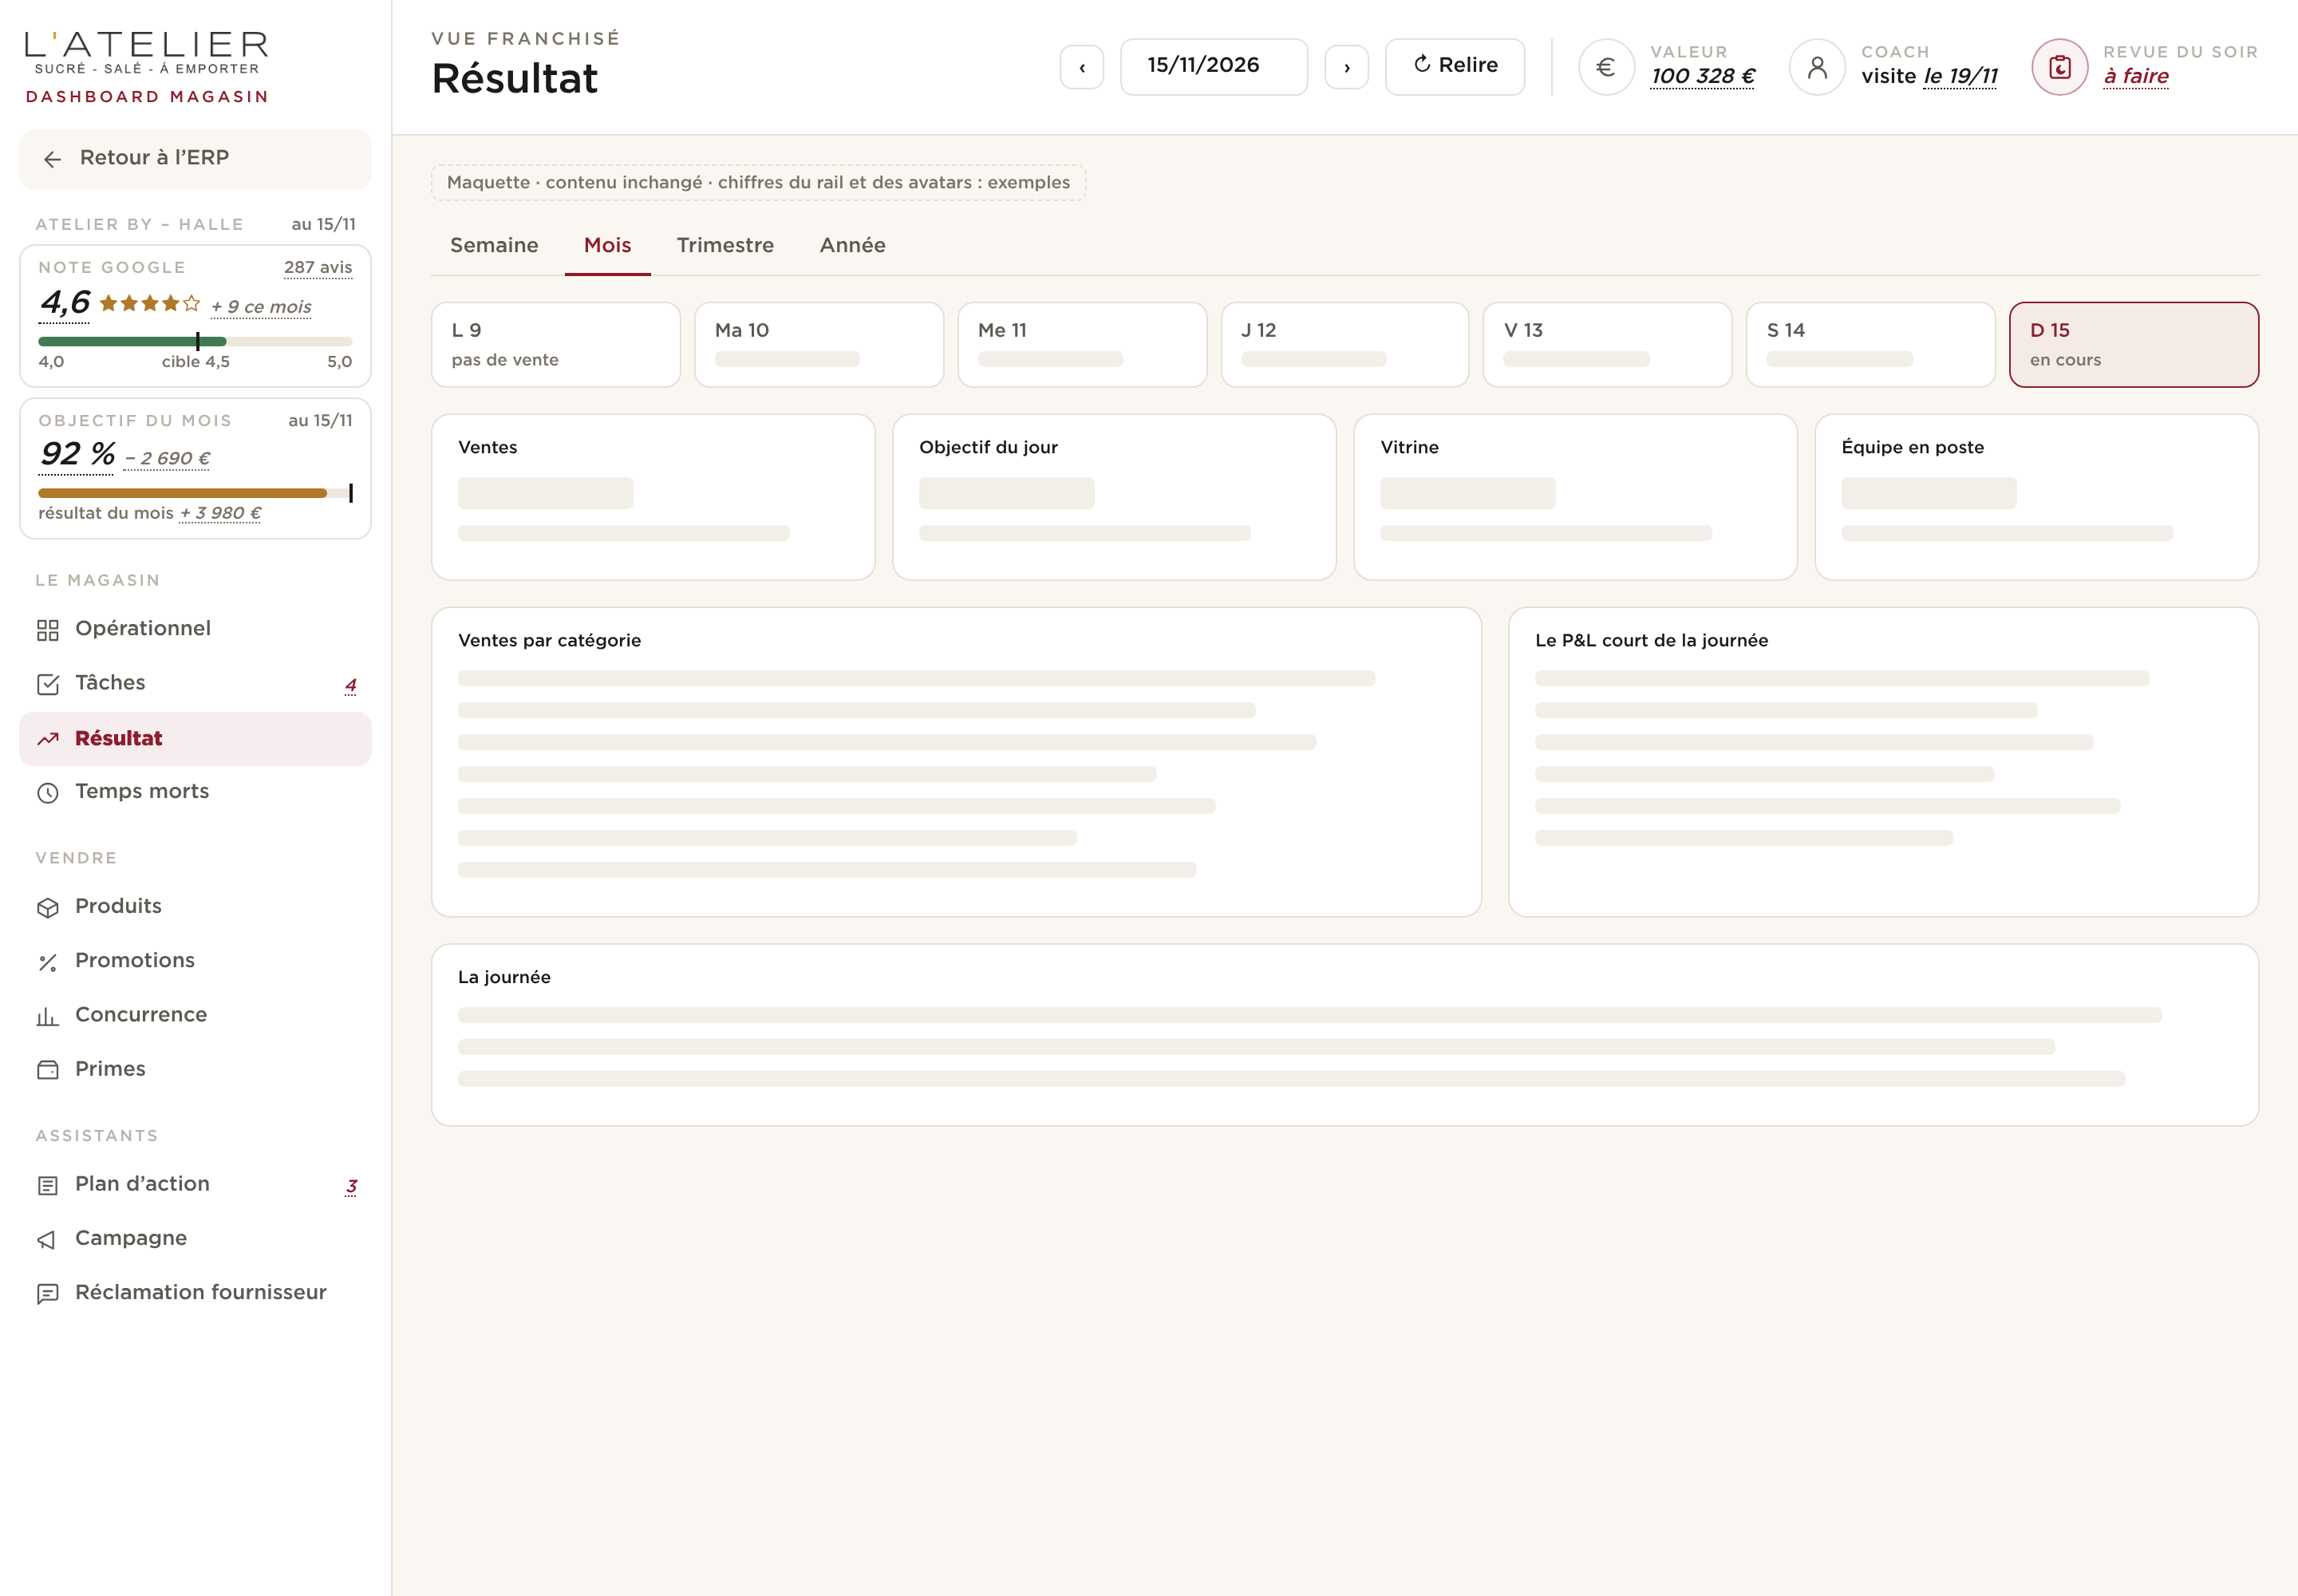 L'ATELIER
SUCRÉ - SALÉ - À EMPORTER
DASHBOARD MAGASIN
Retour à l’ERP
ATELIER BY – HALLE au 15/11
NOTE GOOGLE 287 avis
4,6 + 9 ce mois
4,0 cible 4,5 5,0
OBJECTIF DU MOIS au 15/11
92 % – 2 690 €
résultat du mois + 3 980 €
LE MAGASIN
Opérationnel
Tâches 4
Résultat
Temps morts
VENDRE
Produits
Promotions
Concurrence
Primes
ASSISTANTS
Plan d’action 3
Campagne
Réclamation fournisseur
VUE FRANCHISÉ
Résultat
‹ 15/11/2026 › Relire
VALEUR
100 328 €
COACH
visite le 19/11
REVUE DU SOIR
à faire
Maquette · contenu inchangé · chiffres du rail et des avatars : exemples
Semaine Mois Trimestre Année
L 9
pas de vente
Ma 10
Me 11
J 12
V 13
S 14
D 15
en cours
Ventes
Objectif du jour
Vitrine
Équipe en poste
Ventes par catégorie
Le P&L court de la journée
La journée